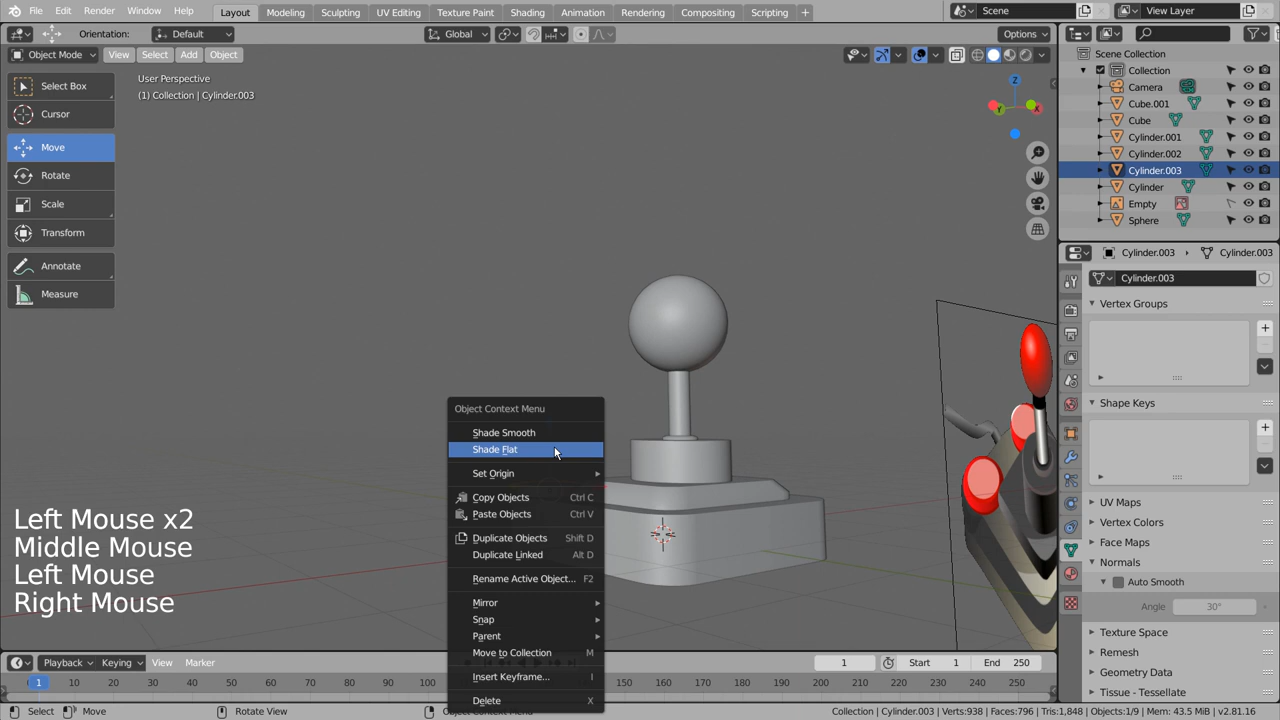 File Edit Render Window Help Layout Modeling Sculpting UV Editing Texture Paint Shading Animation Rendering Compositing Scripting + Scene View Layer
Orientation: Default Global Options
Object Mode View Select Add Object
User Perspective
(1) Collection | Cylinder.003
Select Box
Cursor
Move
Rotate
Scale
Transform
Annotate
Measure
Z
Y
X
Scene Collection
Collection
Camera
Cube.001
Cube
Cylinder.001
Cylinder.002
Cylinder.003
Cylinder
Empty
Sphere
Cylinder.003 Cylinder.003
Cylinder.003
Vertex Groups
Shape Keys
UV Maps
Vertex Colors
Face Maps
Normals
Auto Smooth
Angle 30°
Texture Space
Remesh
Geometry Data
Tissue - Tessellate
Object Context Menu
Shade Smooth
Shade Flat
Set Origin
Copy Objects Ctrl C
Paste Objects Ctrl V
Duplicate Objects Shift D
Duplicate Linked Alt D
Rename Active Object... F2
Mirror
Snap
Parent
Move to Collection M
Insert Keyframe... I
Delete X
Left Mouse x2
Middle Mouse
Left Mouse
Right Mouse
Playback Keying View Marker 1 Start 1 End 250
1 10 20 30 40 50 60 70 80 90 100 150 160 170 180 190 200 210 220 230 240 250
Select Move Rotate View Object Context Menu Collection | Cylinder.003 | Verts:938 | Faces:796 | Tris:1,848 | Objects:1/9 | Mem: 43.5 MiB | v2.81.16